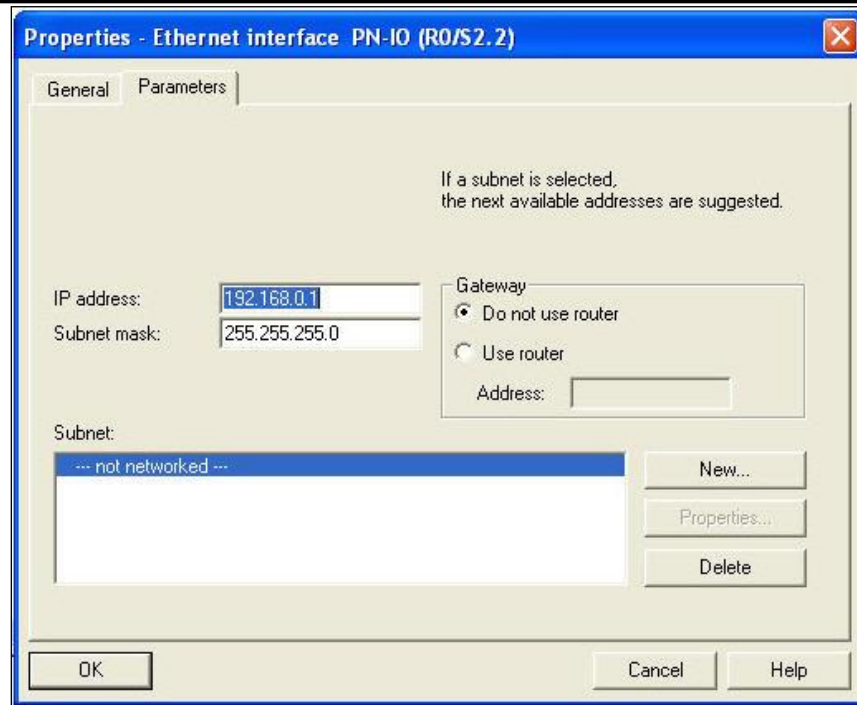 Properties - Ethernet interface PN-IO (R0/S2.2)
General Parameters
If a subnet is selected,
the next available addresses are suggested.
IP address: 192.168.0.1
Subnet mask: 255.255.255.0
Gateway
Do not use router
Use router
Address:
Subnet:
--- not networked ---
New...
Properties...
Delete
OK Cancel Help